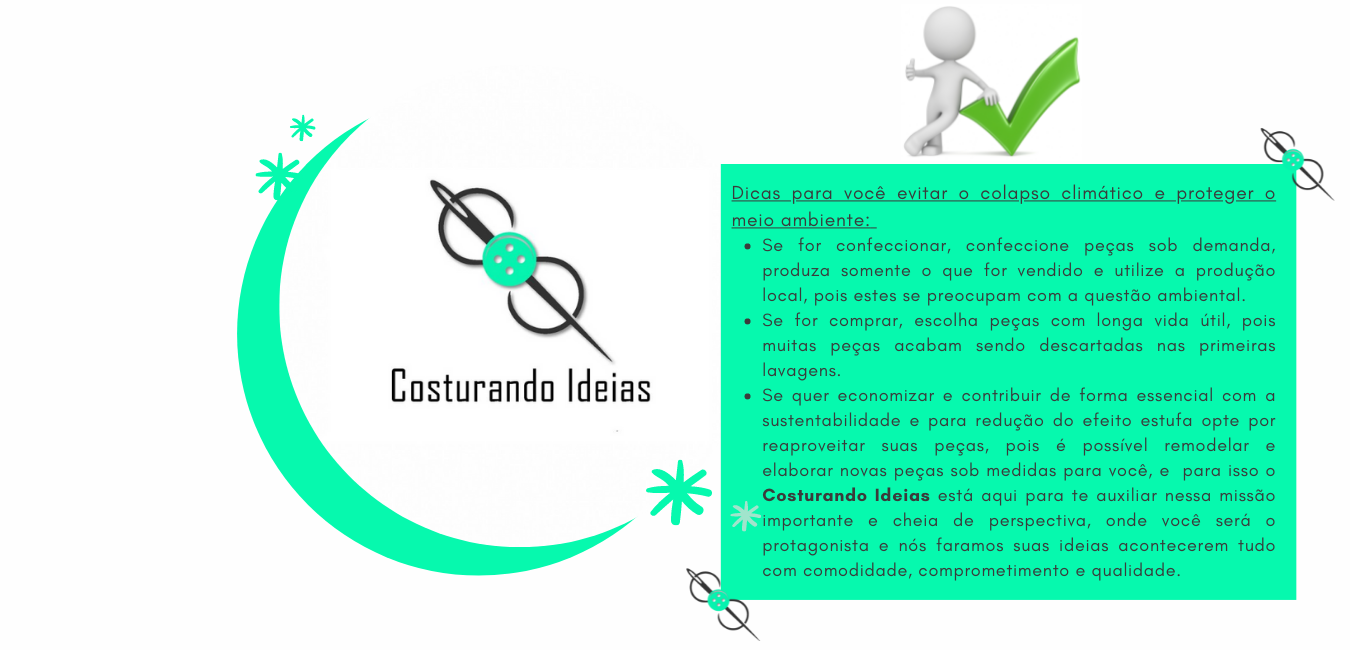 Costurando Ideias
Dicas para você evitar o colapso climático e proteger o
meio ambiente:
• Se for confeccionar, confeccione peças sob demanda,
produza somente o que for vendido e utilize a produção
local, pois estes se preocupam com a questão ambiental.
• Se for comprar, escolha peças com longa vida útil, pois
muitas peças acabam sendo descartadas nas primeiras
lavagens.
• Se quer economizar e contribuir de forma essencial com a
sustentabilidade e para redução do efeito estufa opte por
reaproveitar suas peças, pois é possível remodelar e
elaborar novas peças sob medidas para você, e para isso o
Costurando Ideias está aqui para te auxiliar nessa missão
importante e cheia de perspectiva, onde você será o
protagonista e nós faramos suas ideias acontecerem tudo
com comodidade, comprometimento e qualidade.